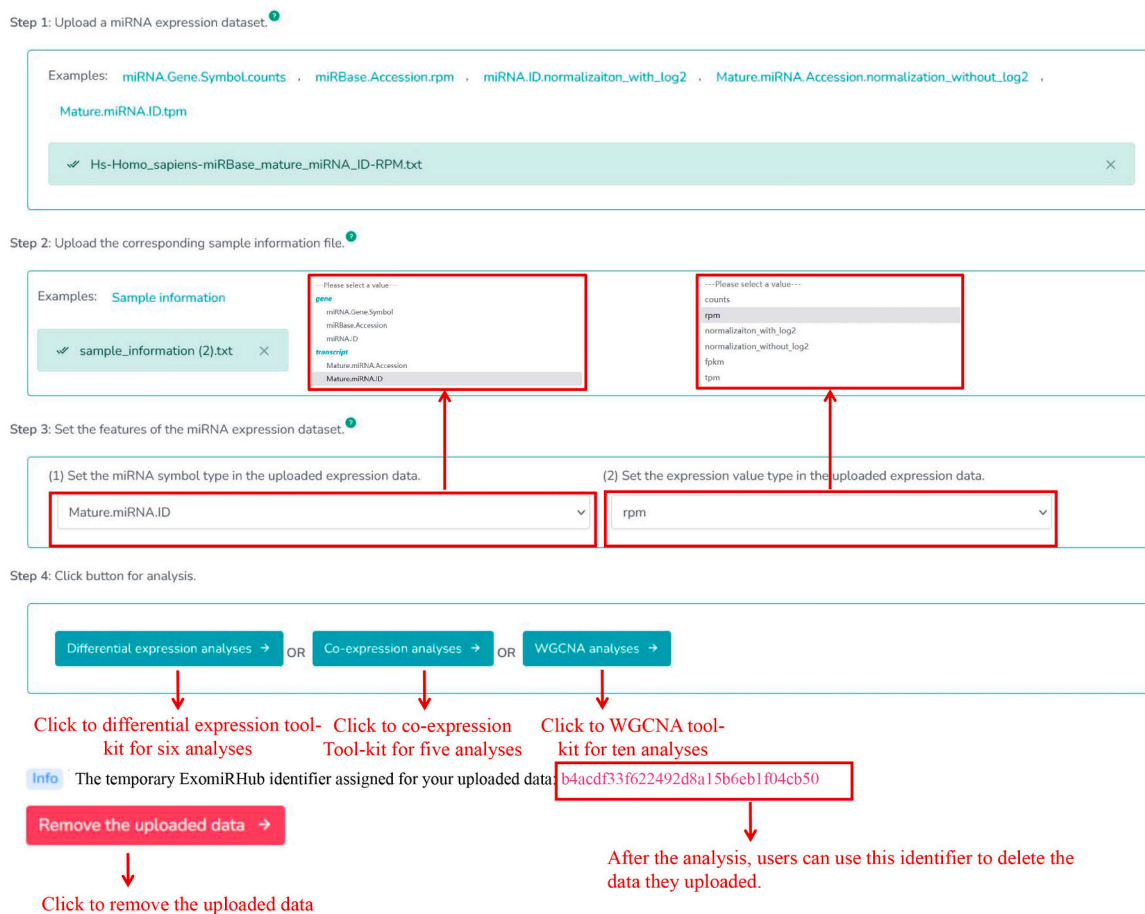 Step 1: Upload a miRNA expression dataset. ?
Examples: miRNA.Gene.Symbol.counts , miRBase.Accession.rpm , miRNA.ID.normalizaiton_with_log2 , Mature.miRNA.Accession.normalization_without_log2 ,
Mature.miRNA.ID.tpm
Hs-Homo_sapiens-miRBase_mature_miRNA_ID-RPM.txt ×
Step 2: Upload the corresponding sample information file. ?
Examples: Sample information
sample_information (2).txt ×
---Please select a value---
gene
miRNA.Gene.Symbol
miRBase.Accession
miRNA.ID
transcript
Mature.miRNA.Accession
Mature.miRNA.ID
---Please select a value---
counts
rpm
normalizaiton_with_log2
normalization_without_log2
fpkm
tpm
Step 3: Set the features of the miRNA expression dataset. ?
(1) Set the miRNA symbol type in the uploaded expression data.
Mature.miRNA.ID
(2) Set the expression value type in the uploaded expression data.
rpm
Step 4: Click button for analysis.
Differential expression analyses → OR Co-expression analyses → OR WGCNA analyses →
Click to differential expression tool-
kit for six analyses
Click to co-expression
Tool-kit for five analyses
Click to WGCNA tool-
kit for ten analyses
Info The temporary ExomiRHub identifier assigned for your uploaded data: b4acdf33f622492d8a15b6eb1f04cb50
Remove the uploaded data →
After the analysis, users can use this identifier to delete the
data they uploaded.
Click to remove the uploaded data